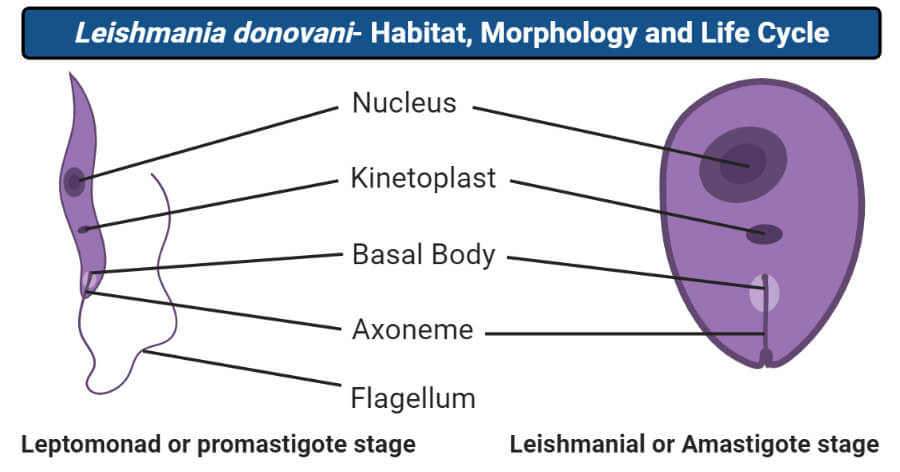 Leishmania donovani- Habitat, Morphology and Life Cycle
Nucleus
Kinetoplast
Basal Body
Axoneme
Flagellum
Leptomonad or promastigote stage
Leishmanial or Amastigote stage